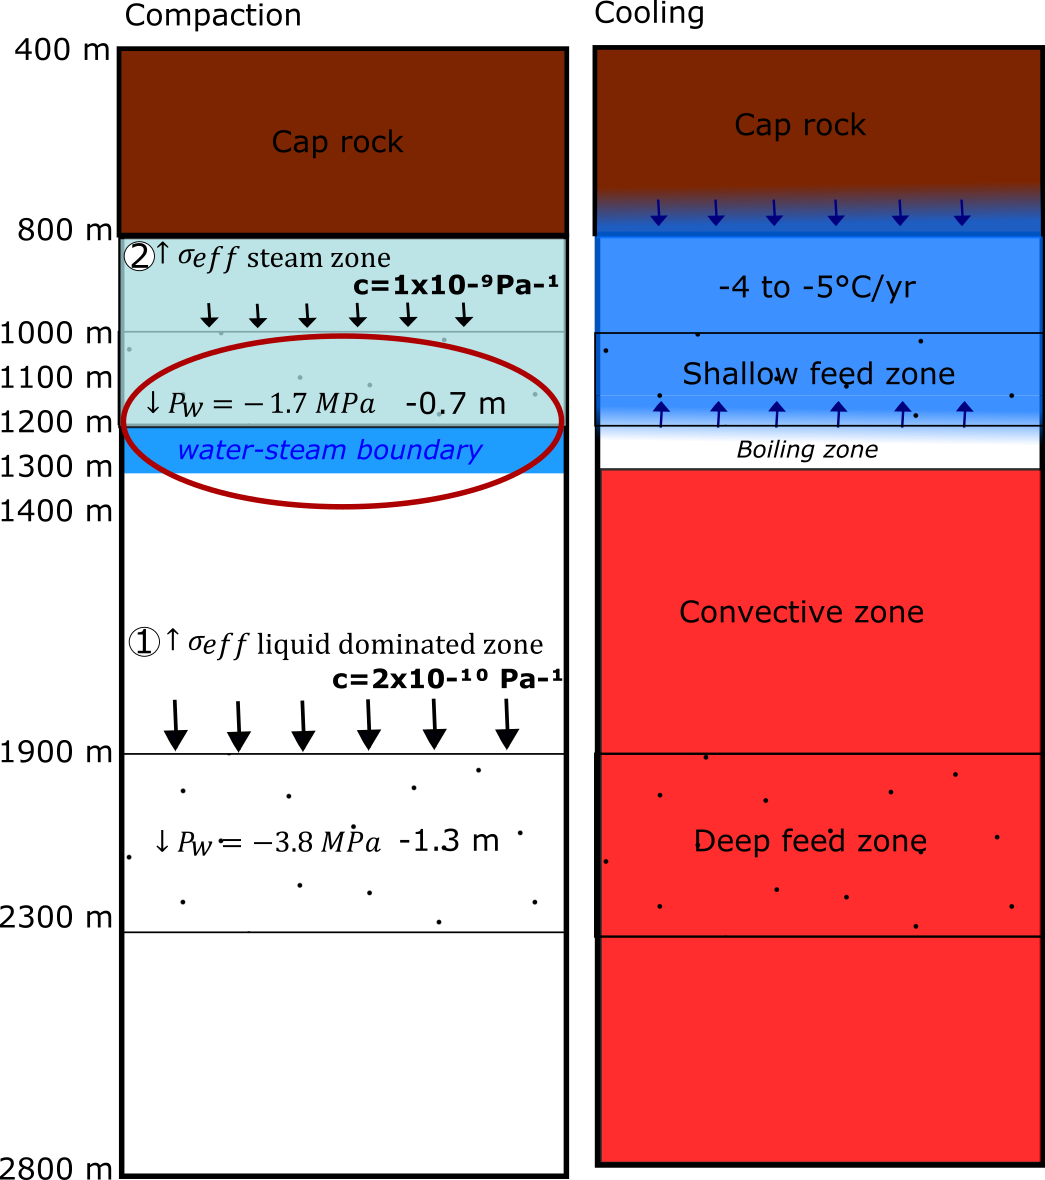 Compaction
Cooling
400 m
Cap rock
Cap rock
800 m
② ↑ σeff steam zone
c=1x10-⁹Pa-¹
-4 to -5°C/yr
1000 m
1100 m
Shallow feed zone
↓ Pw = − 1.7 MPa -0.7 m
1200 m
water-steam boundary
Boiling zone
1300 m
1400 m
Convective zone
① ↑ σeff liquid dominated zone
c=2x10-¹⁰ Pa-¹
1900 m
↓ Pw = −3.8 MPa -1.3 m
Deep feed zone
2300 m
2800 m